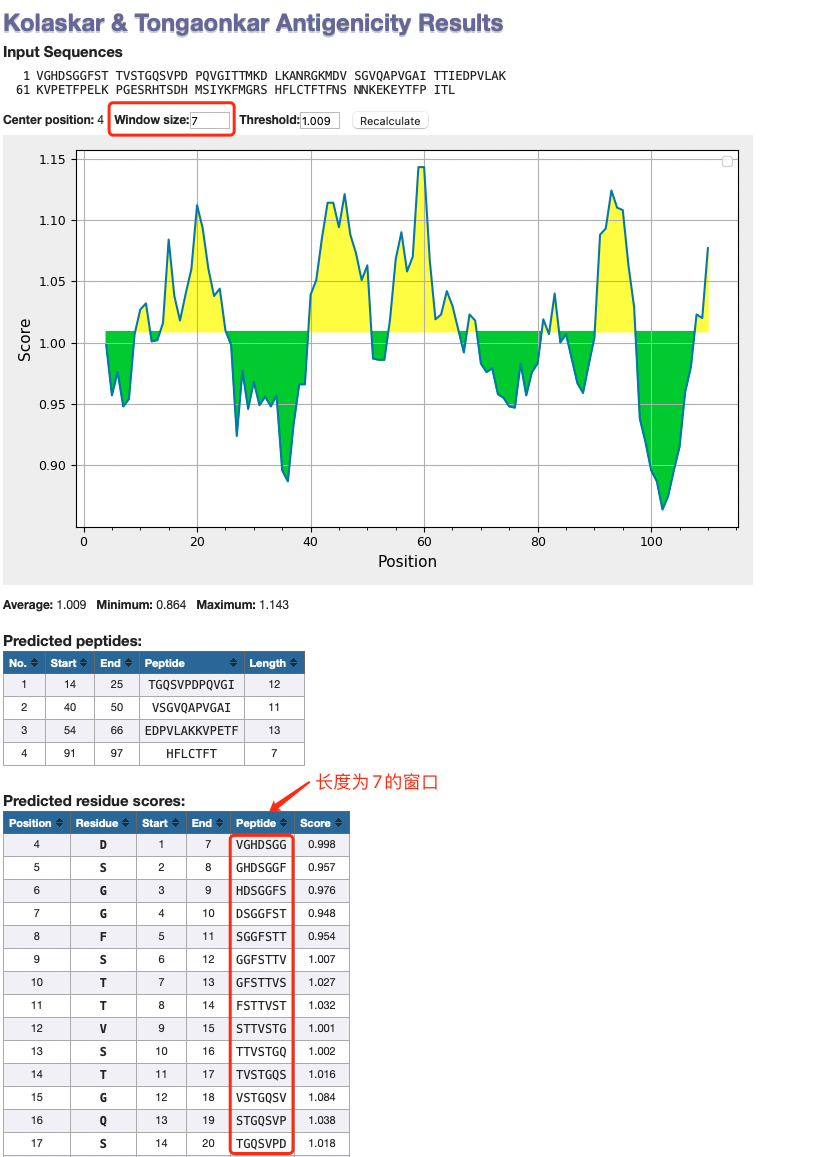 Kolaskar & Tongaonkar Antigenicity Results
Input Sequences
1 VGHDSGGFST TVSTGQSVPD PQVGITTMKD LKANRGKMDV SGVQAPVGAI TTIEDPVLAK
61 KVPETFPELK PGESRHTSDH MSIYKFMGRS HFLCTFTFNS NNKEKEYTFP ITL
Center position: 4 Window size: 7 Threshold: 1.009 Recalculate
1.15
1.10
1.05
1.00
0.95
0.90
Score
0 20 40 60 80 100
Position
Average: 1.009 Minimum: 0.864 Maximum: 1.143
Predicted peptides:
No. Start End Peptide Length
1 14 25 TGQSVPDPQVGI 12
2 40 50 VSGVQAPVGAI 11
3 54 66 EDPVLAKKVPETF 13
4 91 97 HFLCTFT 7
长度为7的窗口
Predicted residue scores:
Position Residue Start End Peptide Score
4 D 1 7 VGHDSGG 0.998
5 S 2 8 GHDSGGF 0.957
6 G 3 9 HDSGGFS 0.976
7 G 4 10 DSGGFST 0.948
8 F 5 11 SGGFSTT 0.954
9 S 6 12 GGFSTTV 1.007
10 T 7 13 GFSTTVS 1.027
11 T 8 14 FSTTVST 1.032
12 V 9 15 STTVSTG 1.001
13 S 10 16 TTVSTGQ 1.002
14 T 11 17 TVSTGQS 1.016
15 G 12 18 VSTGQSV 1.084
16 Q 13 19 STGQSVP 1.038
17 S 14 20 TGQSVPD 1.018